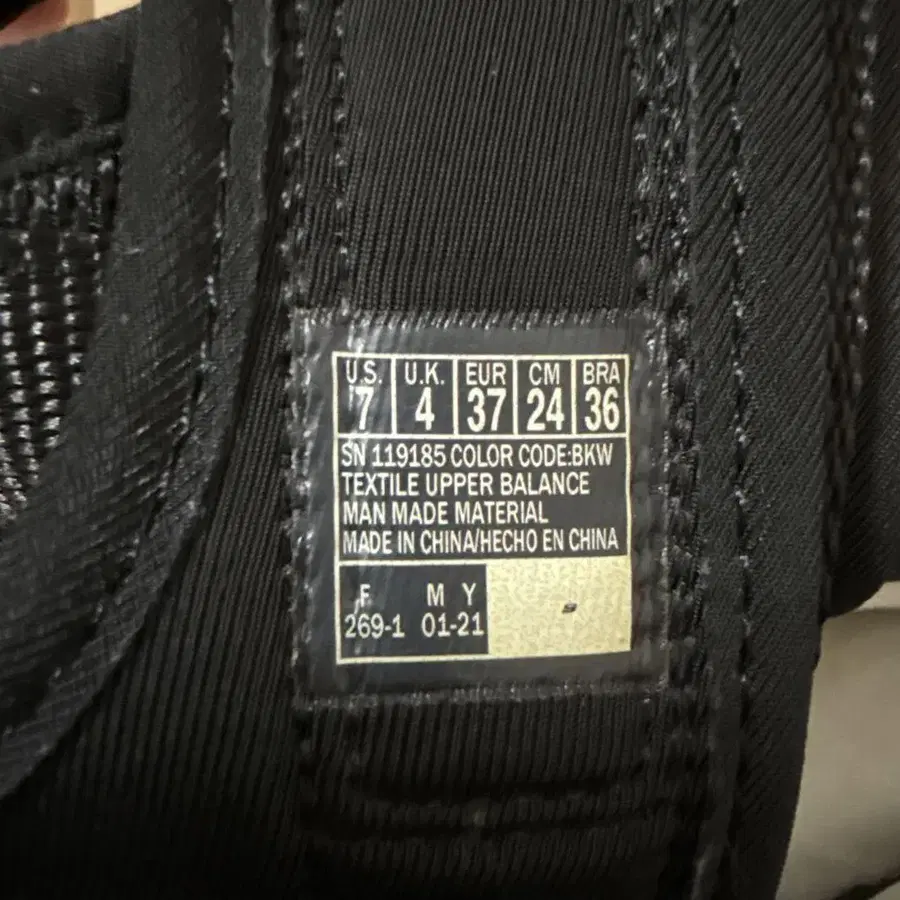 U.S. U.K. EUR CM BRA
7 4 37 24 36
SN 119185 COLOR CODE:BKW
TEXTILE UPPER BALANCE
MAN MADE MATERIAL
MADE IN CHINA/HECHO EN CHINA
F M Y
269-1 01-21